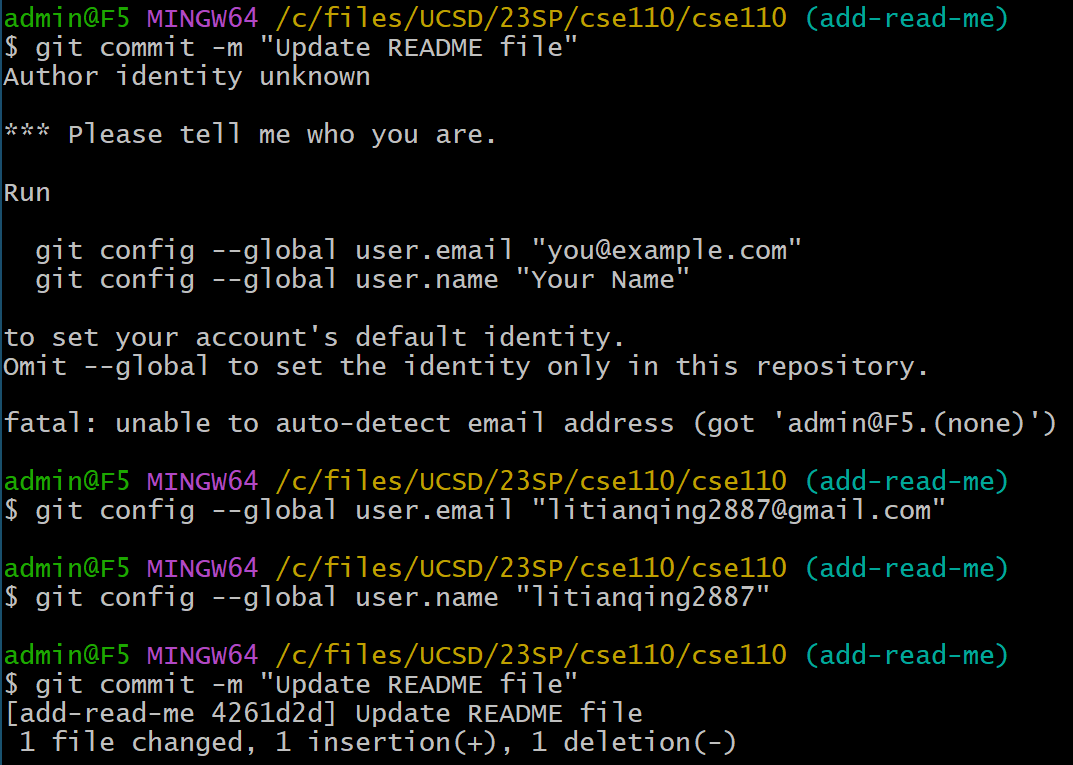 admin@F5 MINGW64 /c/files/UCSD/23SP/cse110/cse110 (add-read-me)
$ git commit -m "Update README file"
Author identity unknown
*** Please tell me who you are.
Run
git config --global user.email "you@example.com"
git config --global user.name "Your Name"
to set your account's default identity.
Omit --global to set the identity only in this repository.
fatal: unable to auto-detect email address (got 'admin@F5.(none)')
admin@F5 MINGW64 /c/files/UCSD/23SP/cse110/cse110 (add-read-me)
$ git config --global user.email "litianqing2887@gmail.com"
admin@F5 MINGW64 /c/files/UCSD/23SP/cse110/cse110 (add-read-me)
$ git config --global user.name "litianqing2887"
admin@F5 MINGW64 /c/files/UCSD/23SP/cse110/cse110 (add-read-me)
$ git commit -m "Update README file"
[add-read-me 4261d2d] Update README file
1 file changed, 1 insertion(+), 1 deletion(-)